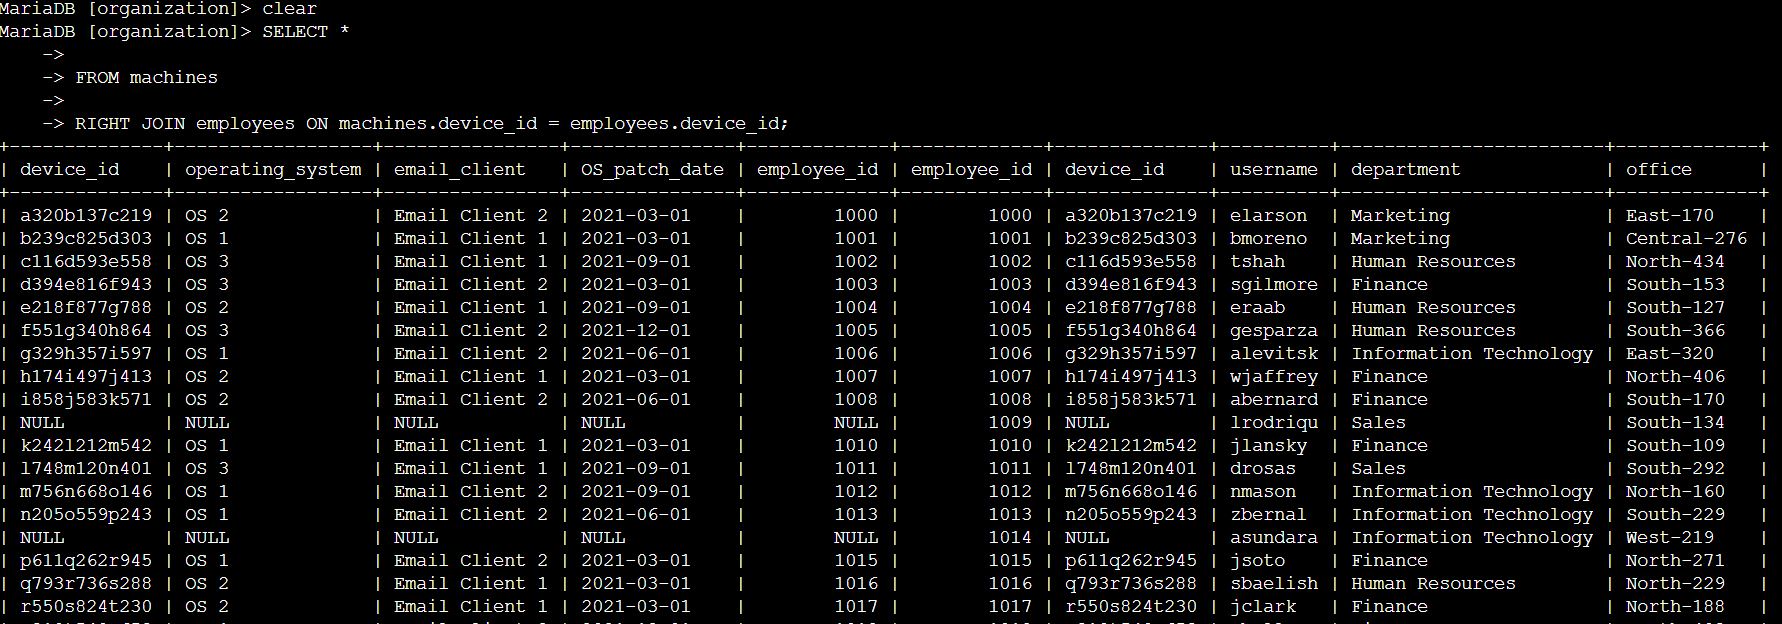 MariaDB [organization]> clear
MariaDB [organization]> SELECT *
    ->
    -> FROM machines
    ->
    -> RIGHT JOIN employees ON machines.device_id = employees.device_id;
+--------------+------------------+----------------+---------------+-------------+-------------+--------------+----------+------------------------+-------------+
| device_id    | operating_system | email_client   | OS_patch_date | employee_id | employee_id | device_id    | username | department             | office      |
+--------------+------------------+----------------+---------------+-------------+-------------+--------------+----------+------------------------+-------------+
| a320b137c219 | OS 2             | Email Client 2 | 2021-03-01    |        1000 |        1000 | a320b137c219 | elarson  | Marketing              | East-170    |
| b239c825d303 | OS 1             | Email Client 1 | 2021-03-01    |        1001 |        1001 | b239c825d303 | bmoreno  | Marketing              | Central-276 |
| c116d593e558 | OS 3             | Email Client 1 | 2021-09-01    |        1002 |        1002 | c116d593e558 | tshah    | Human Resources        | North-434   |
| d394e816f943 | OS 3             | Email Client 2 | 2021-03-01    |        1003 |        1003 | d394e816f943 | sgilmore | Finance                | South-153   |
| e218f877g788 | OS 2             | Email Client 1 | 2021-09-01    |        1004 |        1004 | e218f877g788 | eraab    | Human Resources        | South-127   |
| f551g340h864 | OS 3             | Email Client 2 | 2021-12-01    |        1005 |        1005 | f551g340h864 | gesparza | Human Resources        | South-366   |
| g329h357i597 | OS 1             | Email Client 2 | 2021-06-01    |        1006 |        1006 | g329h357i597 | alevitsk | Information Technology | East-320    |
| h174i497j413 | OS 2             | Email Client 1 | 2021-03-01    |        1007 |        1007 | h174i497j413 | wjaffrey | Finance                | North-406   |
| i858j583k571 | OS 2             | Email Client 2 | 2021-06-01    |        1008 |        1008 | i858j583k571 | abernard | Finance                | South-170   |
| NULL         | NULL             | NULL           | NULL          |        NULL |        1009 | NULL         | lrodriqu | Sales                  | South-134   |
| k242l212m542 | OS 1             | Email Client 1 | 2021-03-01    |        1010 |        1010 | k242l212m542 | jlansky  | Finance                | South-109   |
| l748m120n401 | OS 3             | Email Client 1 | 2021-09-01    |        1011 |        1011 | l748m120n401 | drosas   | Sales                  | South-292   |
| m756n668o146 | OS 1             | Email Client 2 | 2021-09-01    |        1012 |        1012 | m756n668o146 | nmason   | Information Technology | North-160   |
| n205o559p243 | OS 1             | Email Client 2 | 2021-06-01    |        1013 |        1013 | n205o559p243 | zbernal  | Information Technology | South-229   |
| NULL         | NULL             | NULL           | NULL          |        NULL |        1014 | NULL         | asundara | Information Technology | West-219    |
| p611q262r945 | OS 1             | Email Client 2 | 2021-03-01    |        1015 |        1015 | p611q262r945 | jsoto    | Finance                | North-271   |
| q793r736s288 | OS 2             | Email Client 1 | 2021-03-01    |        1016 |        1016 | q793r736s288 | sbaelish | Human Resources        | North-229   |
| r550s824t230 | OS 2             | Email Client 1 | 2021-03-01    |        1017 |        1017 | r550s824t230 | jclark   | Finance                | North-188   |